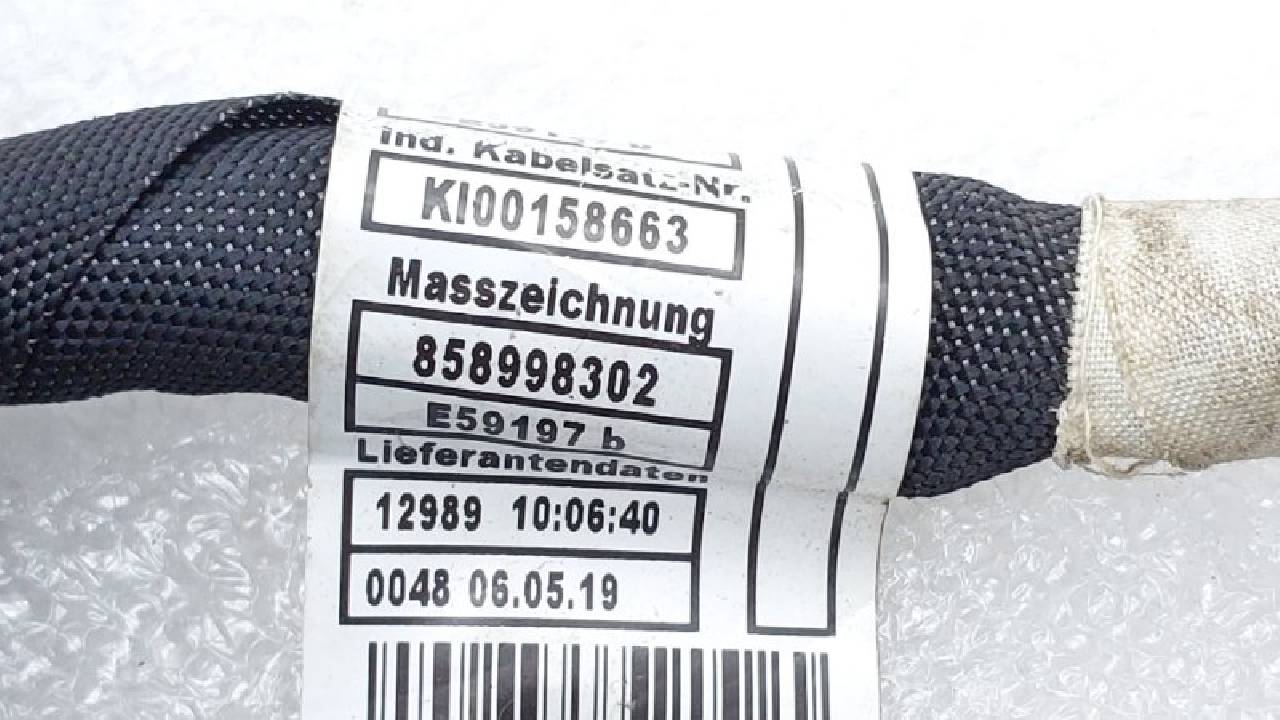 ind. Kabelsatz-Nr.
KI00158663
Masszeichnung
858998302
E59197 b
Lieferantendaten
12989 10:06:40
0048 06.05.19